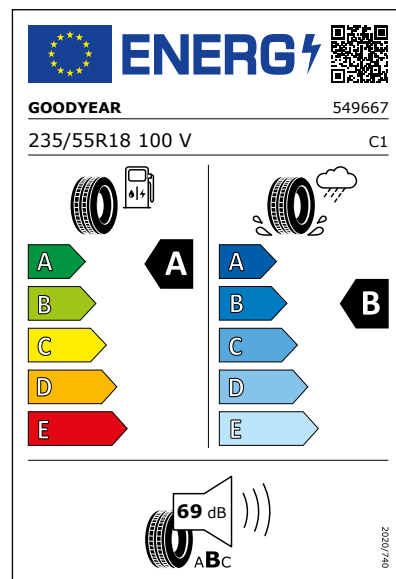 ENERG
GOODYEAR 549667
235/55R18 100 V C1
A A
B
C
D
E
A
B B
C
D
E
69 dB
ABC
2020/740